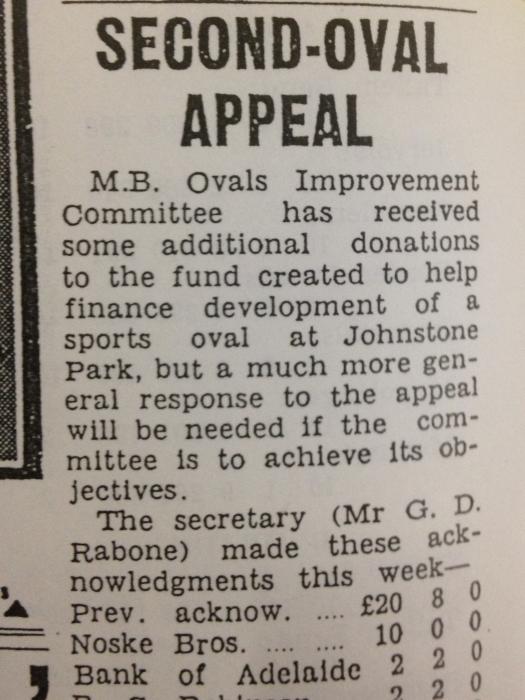 SECOND-OVAL
APPEAL
M.B. Ovals Improvement
Committee has received
some additional donations
to the fund created to help
finance development of a
sports oval at Johnstone
Park, but a much more gen-
eral response to the appeal
will be needed if the com-
mittee is to achieve its ob-
jectives.
The secretary (Mr G. D.
Rabone) made these ack-
nowledgments this week—
Prev. acknow. .... £20 8 0
Noske Bros. .... .... 10 0 0
Bank of Adelaide 2 2 0
2 2 0